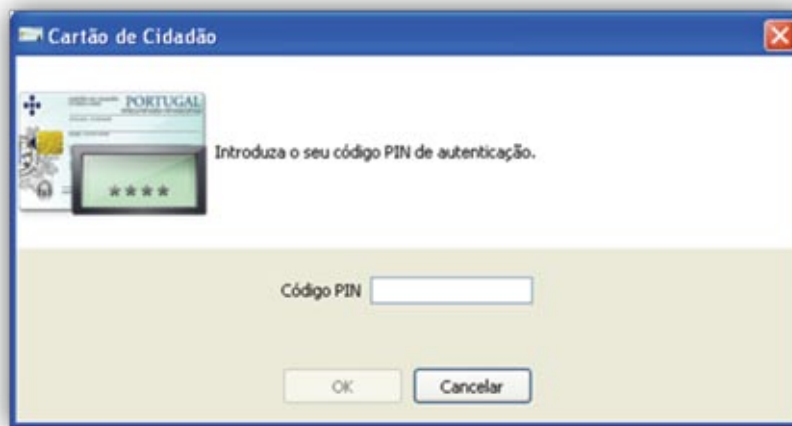 Cartão de Cidadão
PORTUGAL
Introduza o seu código PIN de autenticação.
****
Código PIN
OK
Cancelar